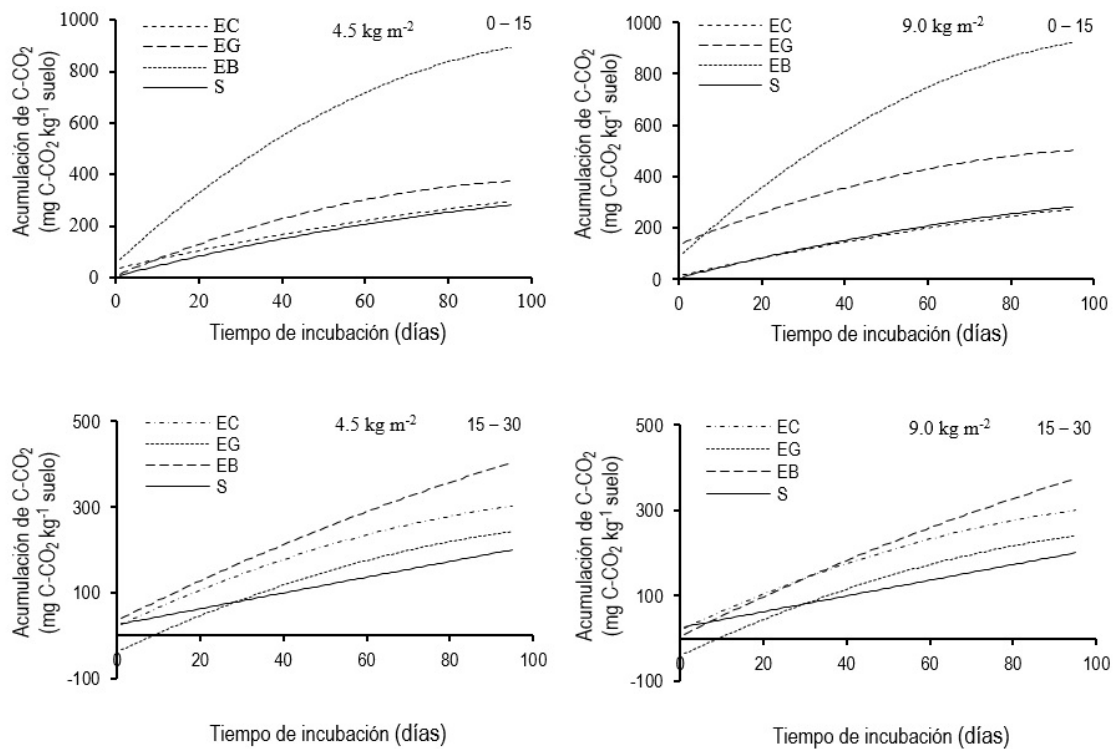 EC
EG
EB
S
4.5 kg m-2
0 – 15
Acumulación de C-CO2
(mg C-CO2 kg-1 suelo)
1000
800
600
400
200
0
0 20 40 60 80 100
Tiempo de incubación (días)
EC
EG
EB
S
9.0 kg m-2
0 – 15
Acumulación de C-CO2
(mg C-CO2 kg-1 suelo)
1000
800
600
400
200
0
0 20 40 60 80 100
Tiempo de incubación (días)
EC
EG
EB
S
4.5 kg m-2
15 – 30
Acumulación de C-CO2
(mg C-CO2 kg-1 suelo)
500
300
100
-100
0 20 40 60 80 100
Tiempo de incubación (días)
EC
EG
EB
S
9.0 kg m-2
15 – 30
Acumulación de C-CO2
(mg C-CO2 kg-1 suelo)
500
300
100
-100
0 20 40 60 80 100
Tiempo de incubación (días)